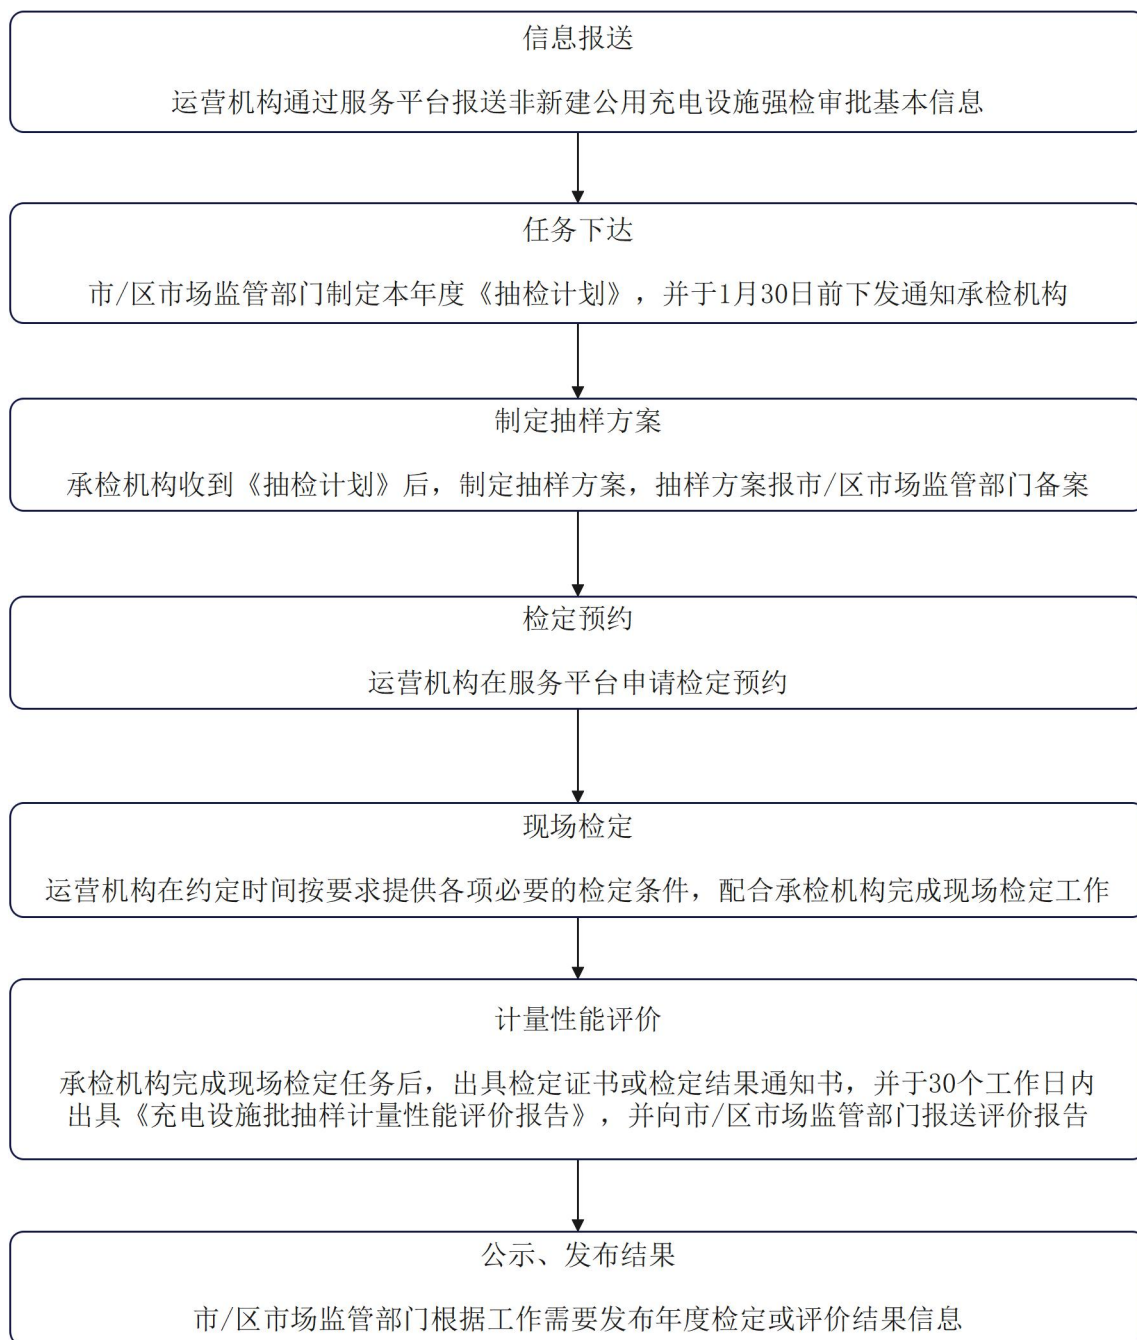 信息报送
运营机构通过服务平台报送非新建公用充电设施强检审批基本信息
任务下达
市/区市场监管部门制定本年度《抽检计划》，并于1月30日前下发通知承检机构
制定抽样方案
承检机构收到《抽检计划》后，制定抽样方案，抽样方案报市/区市场监管部门备案
检定预约
运营机构在服务平台申请检定预约
现场检定
运营机构在约定时间按要求提供各项必要的检定条件，配合承检机构完成现场检定工作
计量性能评价
承检机构完成现场检定任务后，出具检定证书或检定结果通知书，并于30个工作日内
出具《充电设施批抽样计量性能评价报告》，并向市/区市场监管部门报送评价报告
公示、发布结果
市/区市场监管部门根据工作需要发布年度检定或评价结果信息